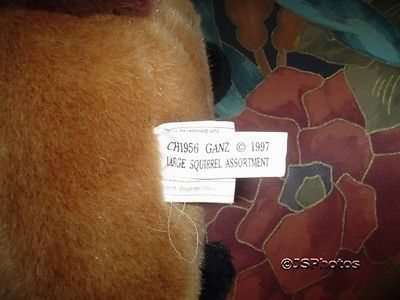 CH1956 GANZ © 1997
LARGE SQUIRREL ASSORTMENT
©JSPhotos